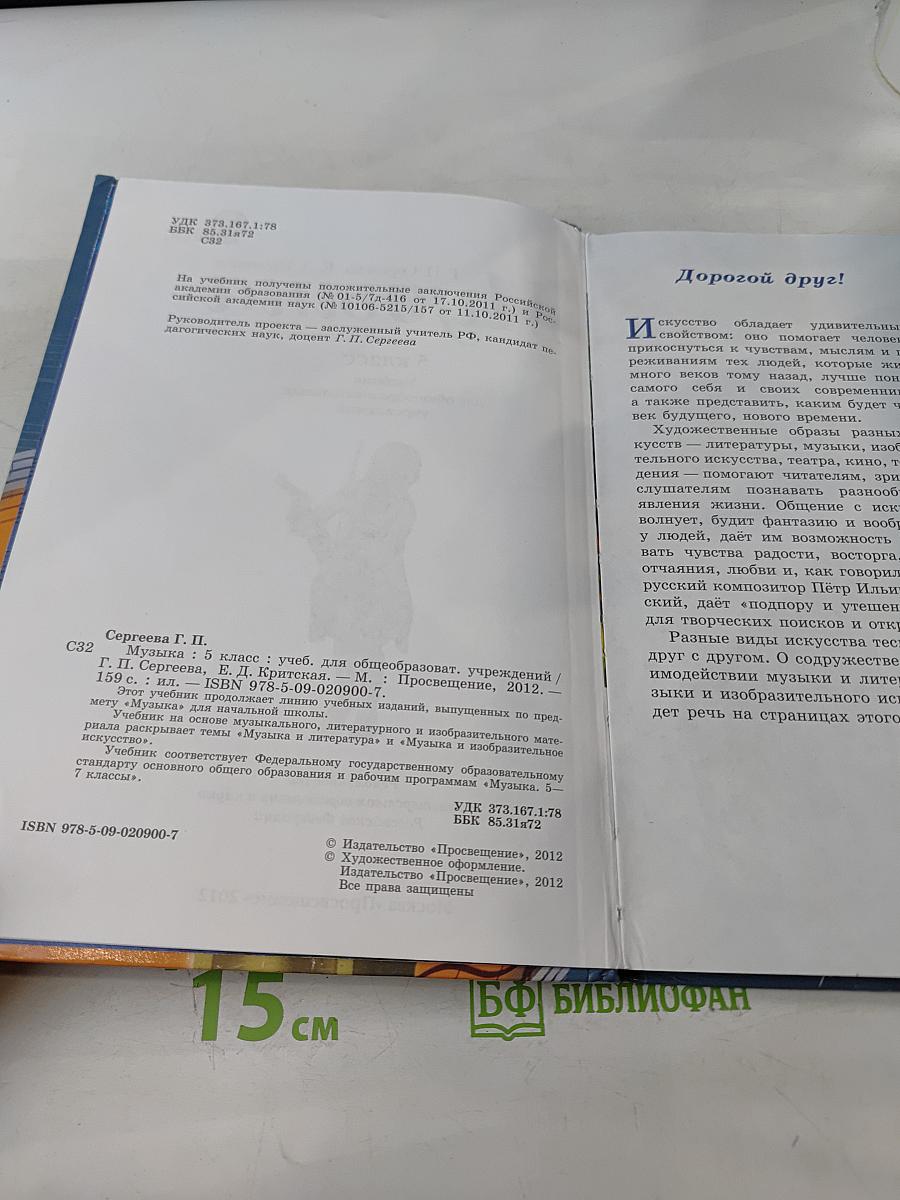 УДК 373.167.1:78
ББК 85.31я72
С32
На учебник получены положительные заключения Российской
академии образования (№ 01-5/7д-416 от 17.10.2011 г.) и Рос-
сийской академии наук (№ 10106-5215/157 от 11.10.2011 г.)
Руководитель проекта — заслуженный учитель РФ, кандидат пе-
дагогических наук, доцент Г. П. Сергеева
Сергеева Г. П.
С32 Музыка : 5 класс : учеб. для общеобразоват. учреждений /
Г. П. Сергеева, Е. Д. Критская. — М. : Просвещение, 2012. —
159 с. : ил. — ISBN 978-5-09-020900-7.
Этот учебник продолжает линию учебных изданий, выпущенных по пред-
мету «Музыка» для начальной школы.
Учебник на основе музыкального, литературного и изобразительного мате-
риала раскрывает темы «Музыка и литература» и «Музыка и изобразительное
искусство».
Учебник соответствует Федеральному государственному образовательному
стандарту основного общего образования и рабочим программам «Музыка. 5—
7 классы».
УДК 373.167.1:78
ББК 85.31я72
ISBN 978-5-09-020900-7
© Издательство «Просвещение», 2012
© Художественное оформление.
Издательство «Просвещение», 2012
Все права защищены
Дорогой друг!
Искусство обладает удивительны
свойством: оно помогает челове
прикоснуться к чувствам, мыслям и п
реживаниям тех людей, которые жи
много веков тому назад, лучше пон
самого себя и своих современни
а также представить, каким будет ч
век будущего, нового времени.
Художественные образы разных
кусств — литературы, музыки, изоб
тельного искусства, театра, кино, т
дения — помогают читателям, зри
слушателям познавать разнооб
явления жизни. Общение с иск
волнует, будит фантазию и вообр
у людей, даёт им возможность
вать чувства радости, восторга,
отчаяния, любви и, как говорил
русский композитор Пётр Ильи
ский, даёт «подпору и утешен
для творческих поисков и откр
Разные виды искусства тес
друг с другом. О содружестве
имодействии музыки и лите
зыки и изобразительного ис
дет речь на страницах этого
15 см
БФ БИБЛИОФАН